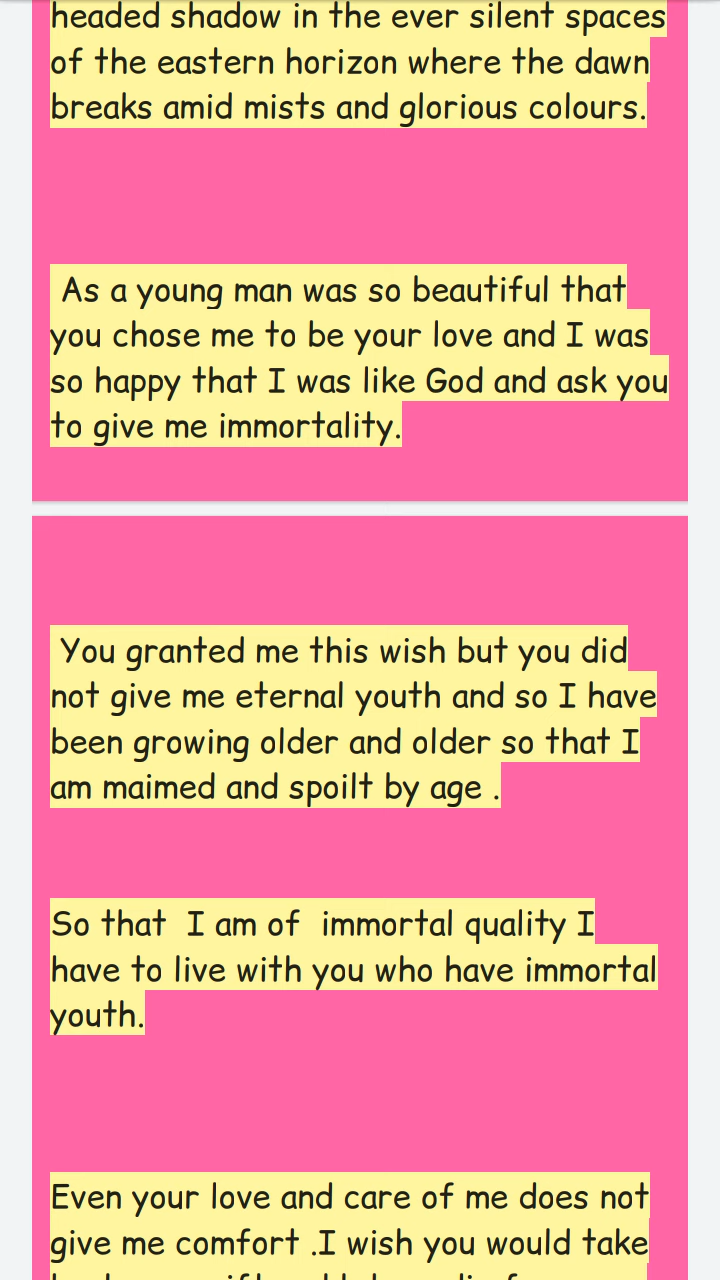 headed shadow in the ever silent spaces
of the eastern horizon where the dawn
breaks amid mists and glorious colours.
As a young man was so beautiful that
you chose me to be your love and I was
so happy that I was like God and ask you
to give me immortality.
You granted me this wish but you did
not give me eternal youth and so I have
been growing older and older so that I
am maimed and spoilt by age .
So that I am of immortal quality I
have to live with you who have immortal
youth.
Even your love and care of me does not
give me comfort .I wish you would take